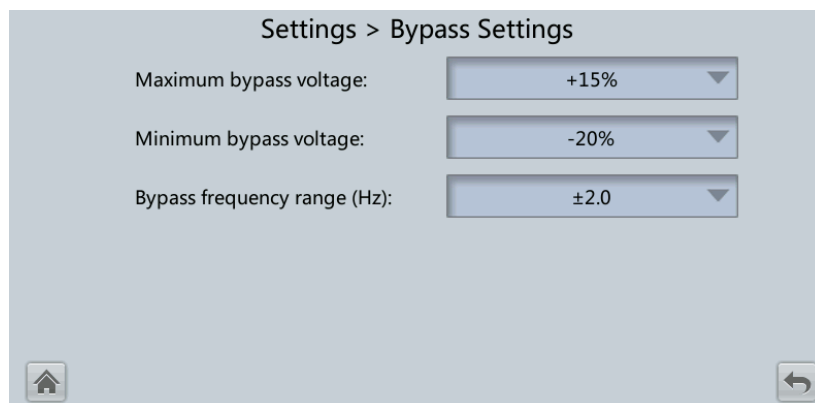 Settings > Bypass Settings
Maximum bypass voltage: +15%
Minimum bypass voltage: -20%
Bypass frequency range (Hz): ±2.0